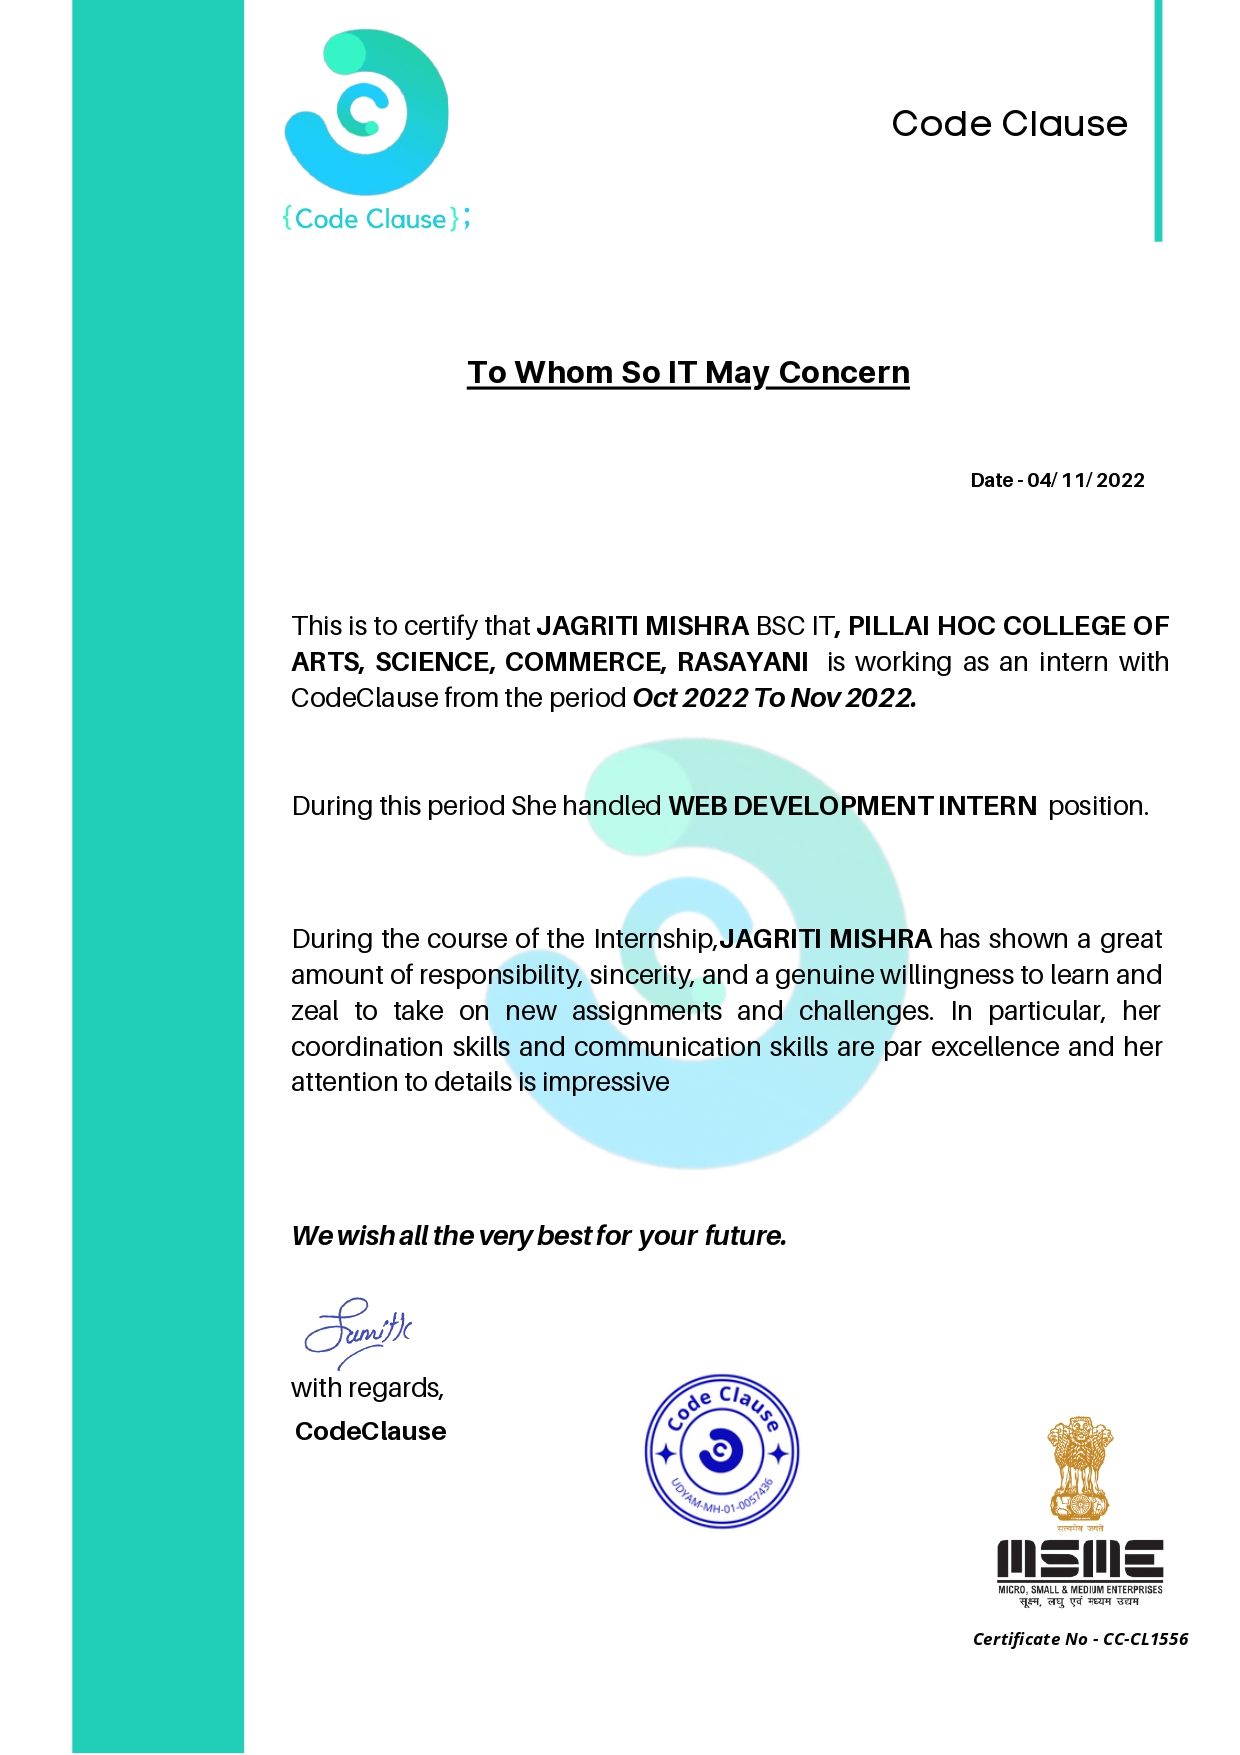 {Code Clause};
Code Clause
To Whom So IT May Concern
Date - 04/ 11/ 2022
This is to certify that JAGRITI MISHRA BSC IT, PILLAI HOC COLLEGE OF
ARTS, SCIENCE, COMMERCE, RASAYANI is working as an intern with
CodeClause from the period Oct 2022 To Nov 2022.
During this period She handled WEB DEVELOPMENT INTERN position.
During the course of the Internship,JAGRITI MISHRA has shown a great
amount of responsibility, sincerity, and a genuine willingness to learn and
zeal to take on new assignments and challenges. In particular, her
coordination skills and communication skills are par excellence and her
attention to details is impressive
We wish all the very best for your future.
with regards,
CodeClause
Code Clause
UDYAM-MH-01-0057436
सत्यमेव जयते
MSME
MICRO, SMALL & MEDIUM ENTERPRISES
सूक्ष्म, लघु एवं मध्यम उद्यम
Certificate No - CC-CL1556